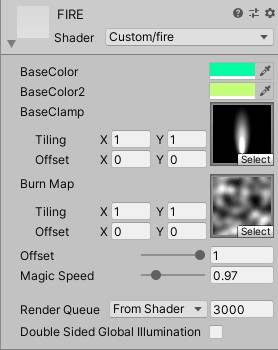 FIRE
Shader Custom/fire
BaseColor
BaseColor2
BaseClamp
Tiling X 1 Y 1
Offset X 0 Y 0
Select
Burn Map
Tiling X 1 Y 1
Offset X 0 Y 0
Select
Offset 1
Magic Speed 0.97
Render Queue From Shader 3000
Double Sided Global Illumination